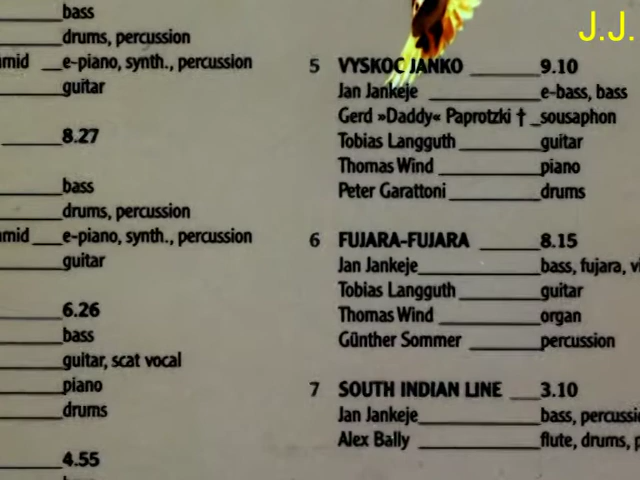 J.J.
bass
drums, percussion
e-piano, synth., percussion
guitar
8.27
bass
drums, percussion
e-piano, synth., percussion
guitar
6.26
bass
guitar, scat vocal
piano
drums
4.55
5 VYSKOC JANKO 9.10
Jan Jankeje e-bass, bass
Gerd »Daddy« Paprotzki † sousaphon
Tobias Langguth guitar
Thomas Wind piano
Peter Garattoni drums
6 FUJARA-FUJARA 8.15
Jan Jankeje bass, fujara,
Tobias Langguth guitar
Thomas Wind organ
Günther Sommer percussion
7 SOUTH INDIAN LINE 3.10
Jan Jankeje bass,
Alex Bally flute, drums,